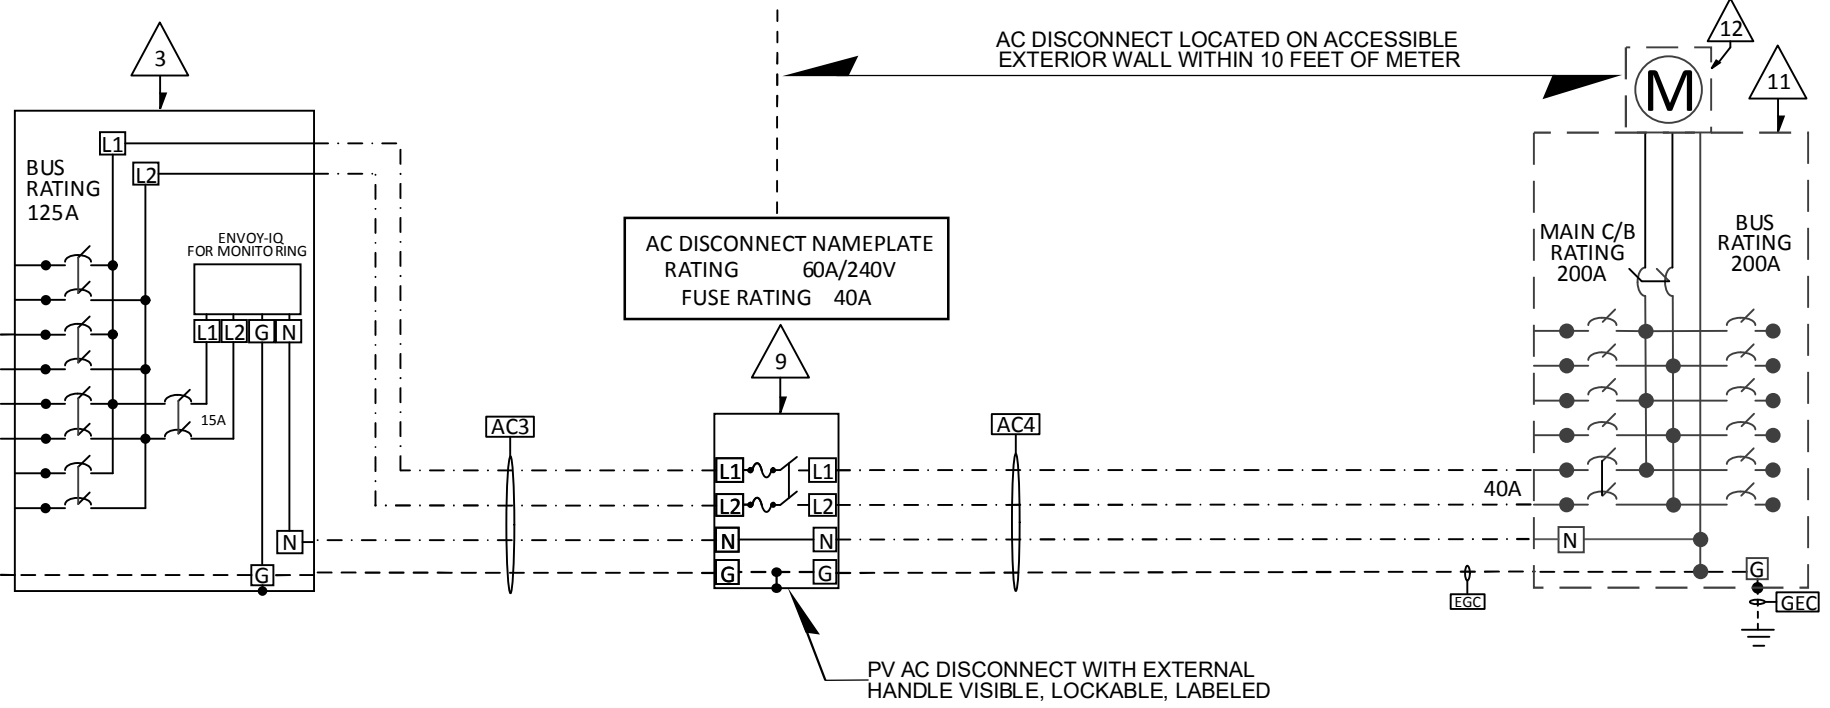 3
L1
L2
BUS
RATING
125A
ENVOY-IQ
FOR MONITORING
L1 L2 G N
15A
N
G
AC3
AC DISCONNECT LOCATED ON ACCESSIBLE
EXTERIOR WALL WITHIN 10 FEET OF METER
AC DISCONNECT NAMEPLATE
RATING 60A/240V
FUSE RATING 40A
9
L1 L1
L2 L2
N N
G G
AC4
PV AC DISCONNECT WITH EXTERNAL
HANDLE VISIBLE, LOCKABLE, LABELED
12
M
11
MAIN C/B
RATING
200A
BUS
RATING
200A
40A
N
G
EGC
GEC